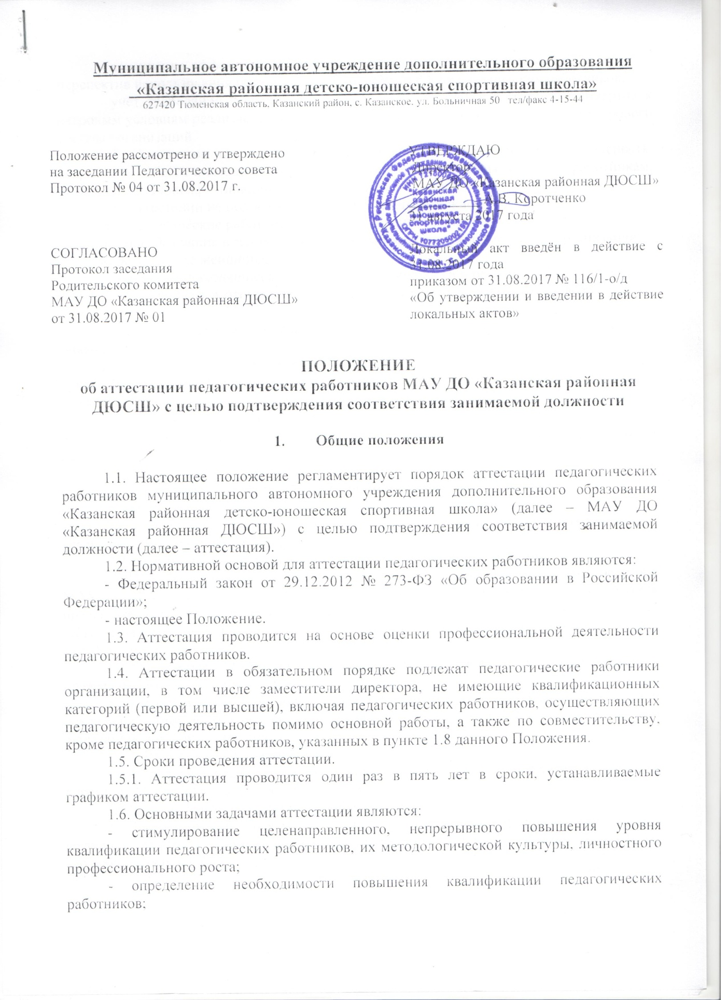 Муниципальное автономное учреждение дополнительного образования
«Казанская районная детско-юношеская спортивная школа»
627420 Тюменская область, Казанский район, с. Казанское, ул. Больничная 50 тел/факс 4-15-44
Положение рассмотрено и утверждено
на заседании Педагогического совета
Протокол № 04 от 31.08.2017 г.
СОГЛАСОВАНО
Протокол заседания
Родительского комитета
МАУ ДО «Казанская районная ДЮСШ»
от 31.08.2017 № 01
УТВЕРЖДАЮ
Директор
МАУ ДО «Казанская районная ДЮСШ»
А.В. Коротченко
31 августа 2017 года
"Казанская
районная
детско-
юношеская
спортивная
школа"
ОГРН
Локальный акт введён в действие с
31.08.2017 года
приказом от 31.08.2017 № 116/1-о/д
«Об утверждении и введении в действие
локальных актов»
ПОЛОЖЕНИЕ
об аттестации педагогических работников МАУ ДО «Казанская районная
ДЮСШ» с целью подтверждения соответствия занимаемой должности
1. Общие положения
1.1. Настоящее положение регламентирует порядок аттестации педагогических
работников муниципального автономного учреждения дополнительного образования
«Казанская районная детско-юношеская спортивная школа» (далее – МАУ ДО
«Казанская районная ДЮСШ») с целью подтверждения соответствия занимаемой
должности (далее – аттестация).
1.2. Нормативной основой для аттестации педагогических работников являются:
- Федеральный закон от 29.12.2012 № 273-ФЗ «Об образовании в Российской
Федерации»;
- настоящее Положение.
1.3. Аттестация проводится на основе оценки профессиональной деятельности
педагогических работников.
1.4. Аттестации в обязательном порядке подлежат педагогические работники
организации, в том числе заместители директора, не имеющие квалификационных
категорий (первой или высшей), включая педагогических работников, осуществляющих
педагогическую деятельность помимо основной работы, а также по совместительству,
кроме педагогических работников, указанных в пункте 1.8 данного Положения.
1.5. Сроки проведения аттестации.
1.5.1. Аттестация проводится один раз в пять лет в сроки, устанавливаемые
графиком аттестации.
1.6. Основными задачами аттестации являются:
- стимулирование целенаправленного, непрерывного повышения уровня
квалификации педагогических работников, их методологической культуры, личностного
профессионального роста;
- определение необходимости повышения квалификации педагогических
работников;